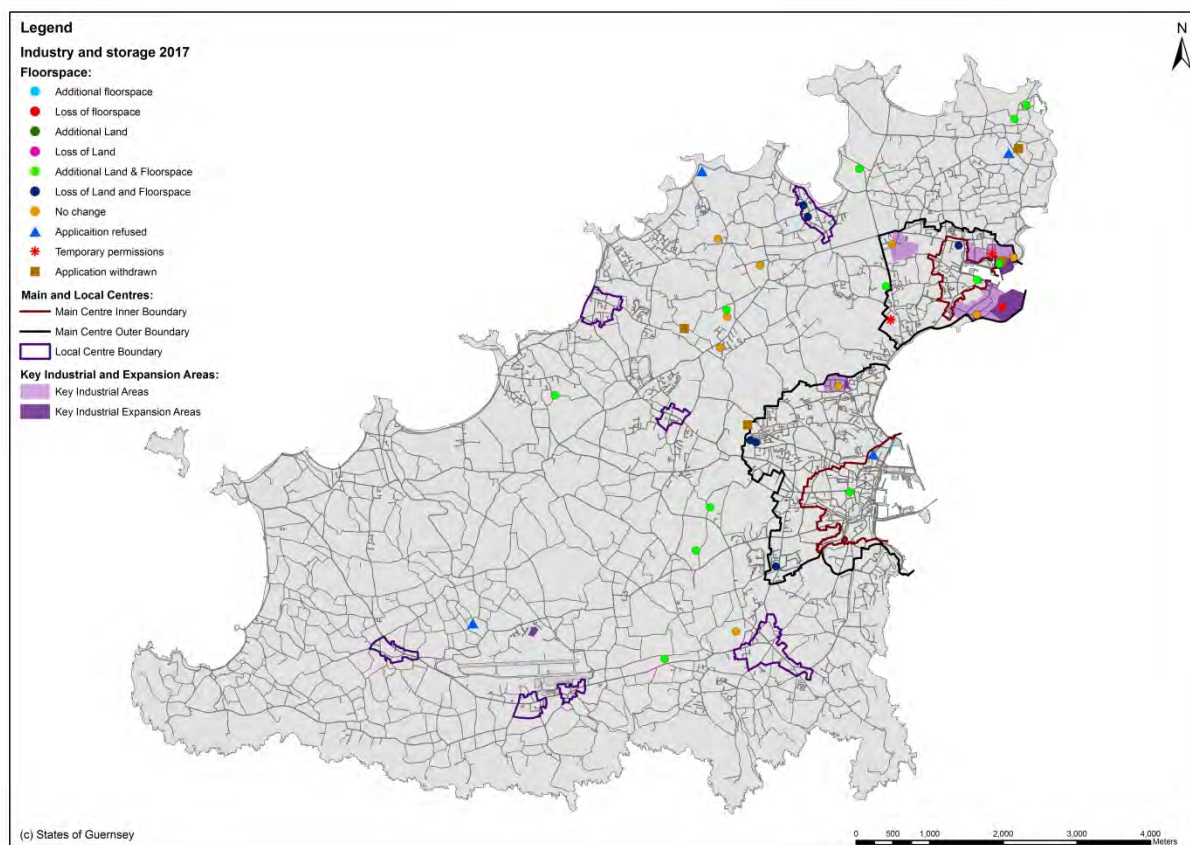 Legend
N
Industry and storage 2017
Floorspace:
Additional floorspace
Loss of floorspace
Additional Land
Loss of Land
Additional Land & Floorspace
Loss of Land and Floorspace
No change
Applicaition refused
Temporary permissions
Application withdrawn
Main and Local Centres:
Main Centre Inner Boundary
Main Centre Outer Boundary
Local Centre Boundary
Key Industrial and Expansion Areas:
Key Industrial Areas
Key Industrial Expansion Areas
(c) States of Guernsey
0 500 1,000 2,000 3,000 4,000
Meters